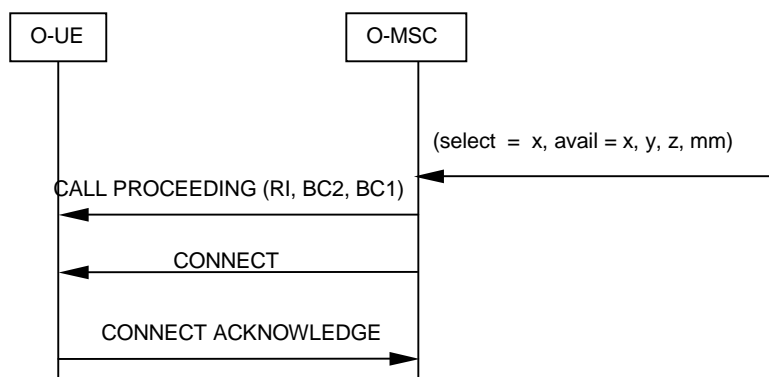 O-UE
O-MSC
(select = x, avail = x, y, z, mm)
CALL PROCEEDING (RI, BC2, BC1)
CONNECT
CONNECT ACKNOWLEDGE